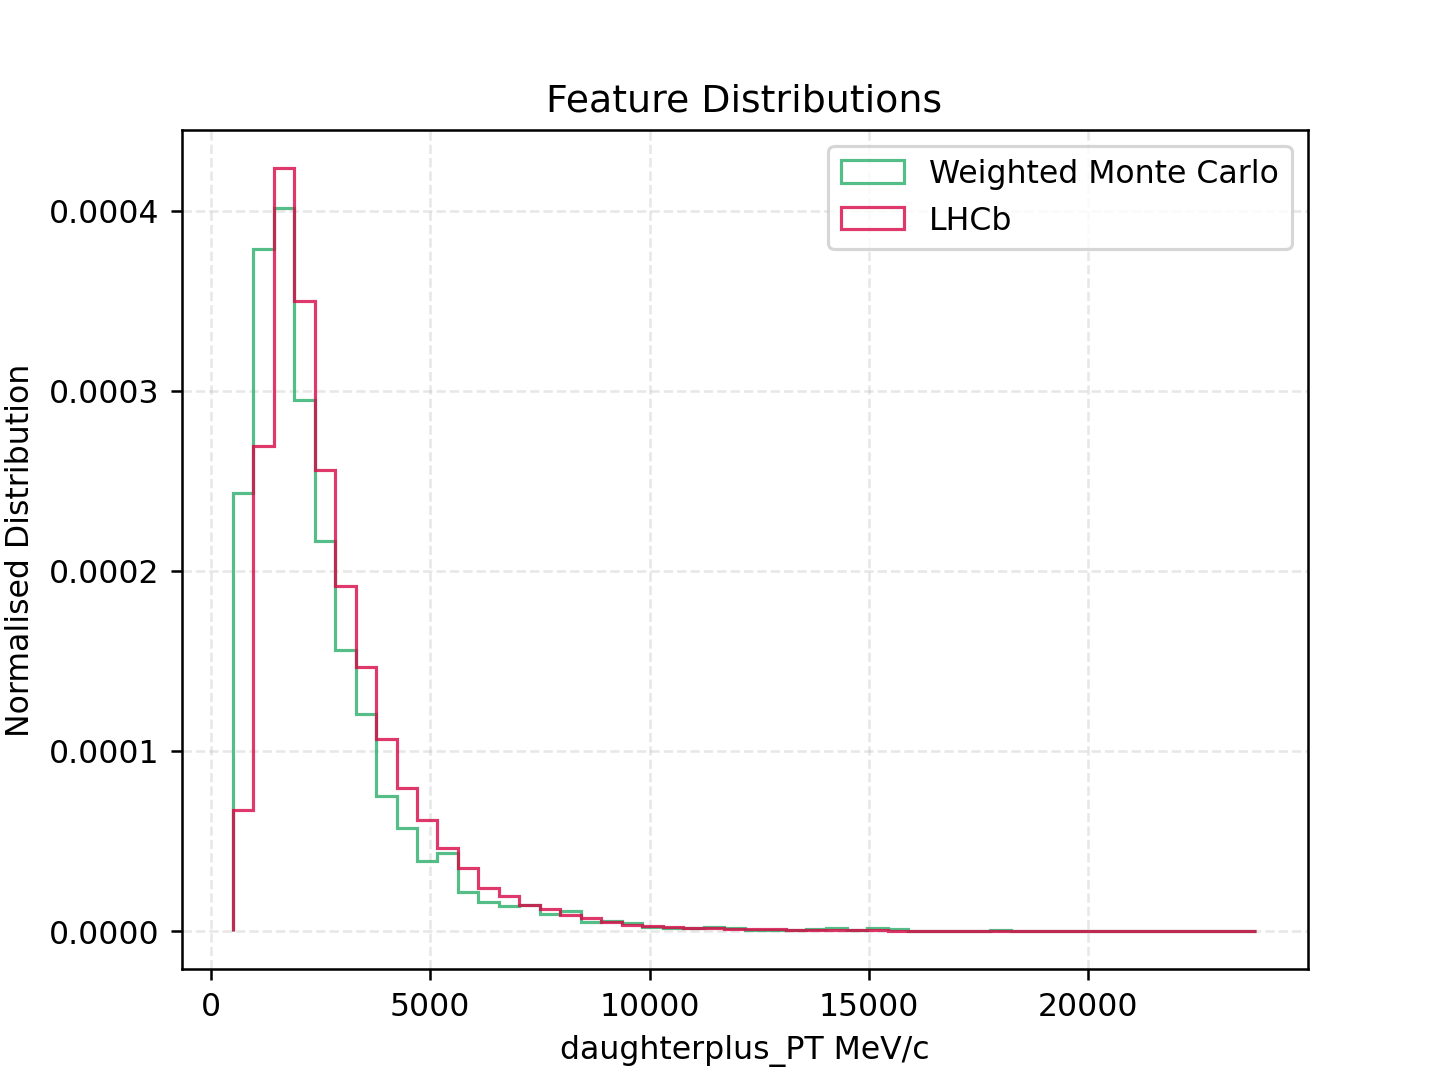 Feature Distributions
Weighted Monte Carlo
LHCb
0.0004
0.0003
0.0002
0.0001
0.0000
Normalised Distribution
0
5000
10000
15000
20000
daughterplus_PT MeV/c